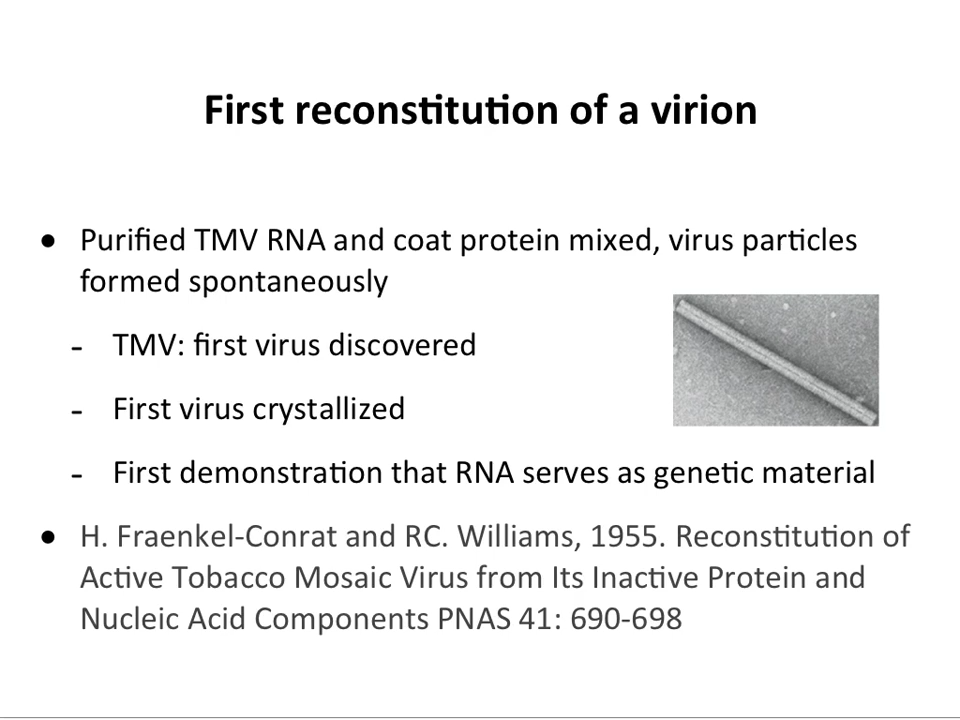 First reconstitution of a virion
• Purified TMV RNA and coat protein mixed, virus particles
formed spontaneously
- TMV: first virus discovered
- First virus crystallized
- First demonstration that RNA serves as genetic material
• H. Fraenkel-Conrat and RC. Williams, 1955. Reconstitution of
Active Tobacco Mosaic Virus from Its Inactive Protein and
Nucleic Acid Components PNAS 41: 690-698